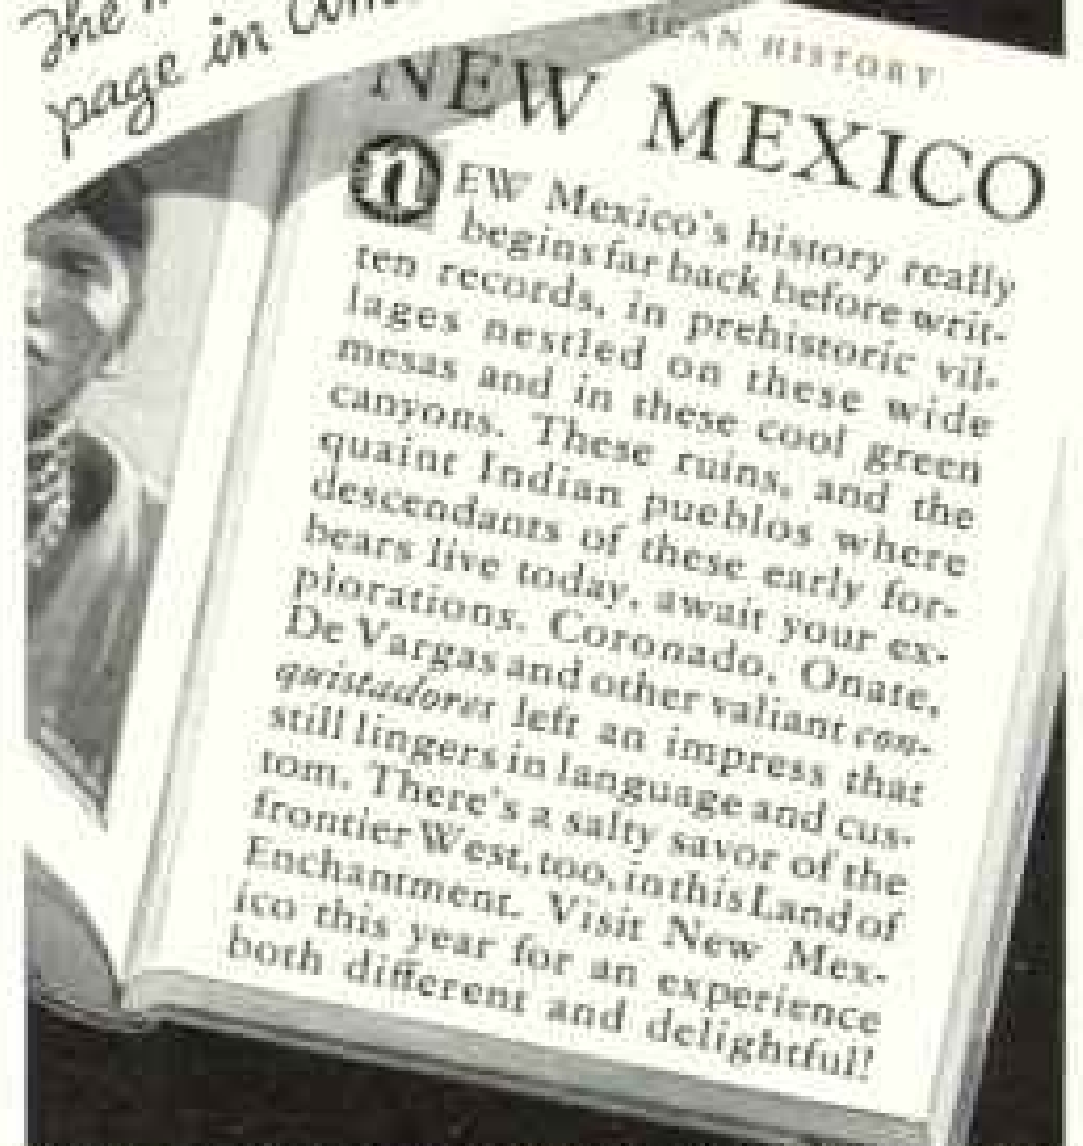 The
page in
HISTORY
NEW MEXICO
NEW Mexico's history really
begins far back before writ-
ten records, in prehistoric vil-
lages nestled on these wide
mesas and in these cool green
canyons. These ruins, and the
quaint Indian pueblos where
descendants of these early for-
bears live today, await your ex-
plorations. Coronado, Onate,
De Vargas and other valiant con-
quistadores left an impress that
still lingers in language and cus-
tom. There's a salty savor of the
frontier West, too, in this Land of
Enchantment. Visit New Mex-
ico this year for an experience
both different and delightful!